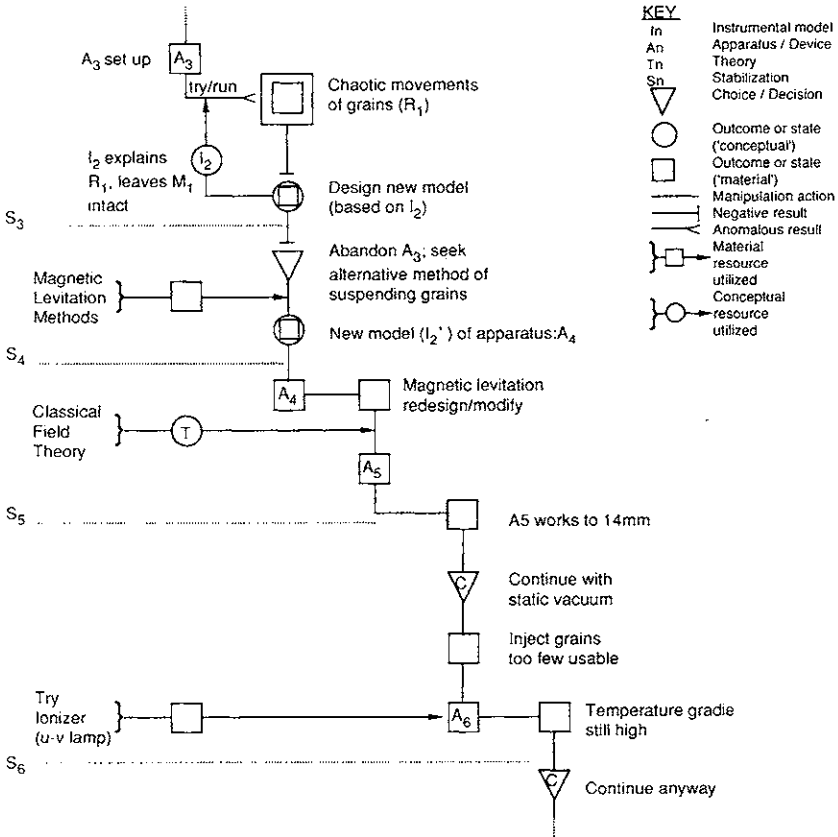 A3 set up
A3
try/run
Chaotic movements
of grains (R1)
I2 explains
R1, leaves M1
intact
I2
Design new model
(based on I2)
S3
Abandon A3; seek
alternative method of
suspending grains
Magnetic
Levitation
Methods
New model (I2`) of apparatus:A4
S4
A4
Magnetic levitation
redesign/modify
Classical
Field
Theory
T
A5
S5
A5 works to 14mm
C
Continue with
static vacuum
Inject grains
too few usable
Try
Ionizer
(u-v lamp)
A6
Temperature gradie
still high
S6
C
Continue anyway
KEY
In Instrumental model
An Apparatus / Device
Tn Theory
Sn Stabilization
Choice / Decision
Outcome or state
('conceptual')
Outcome or state
('material')
Manipulation action
Negative result
Anomalous result
Material
resource
utilized
Conceptual
resource
utilized